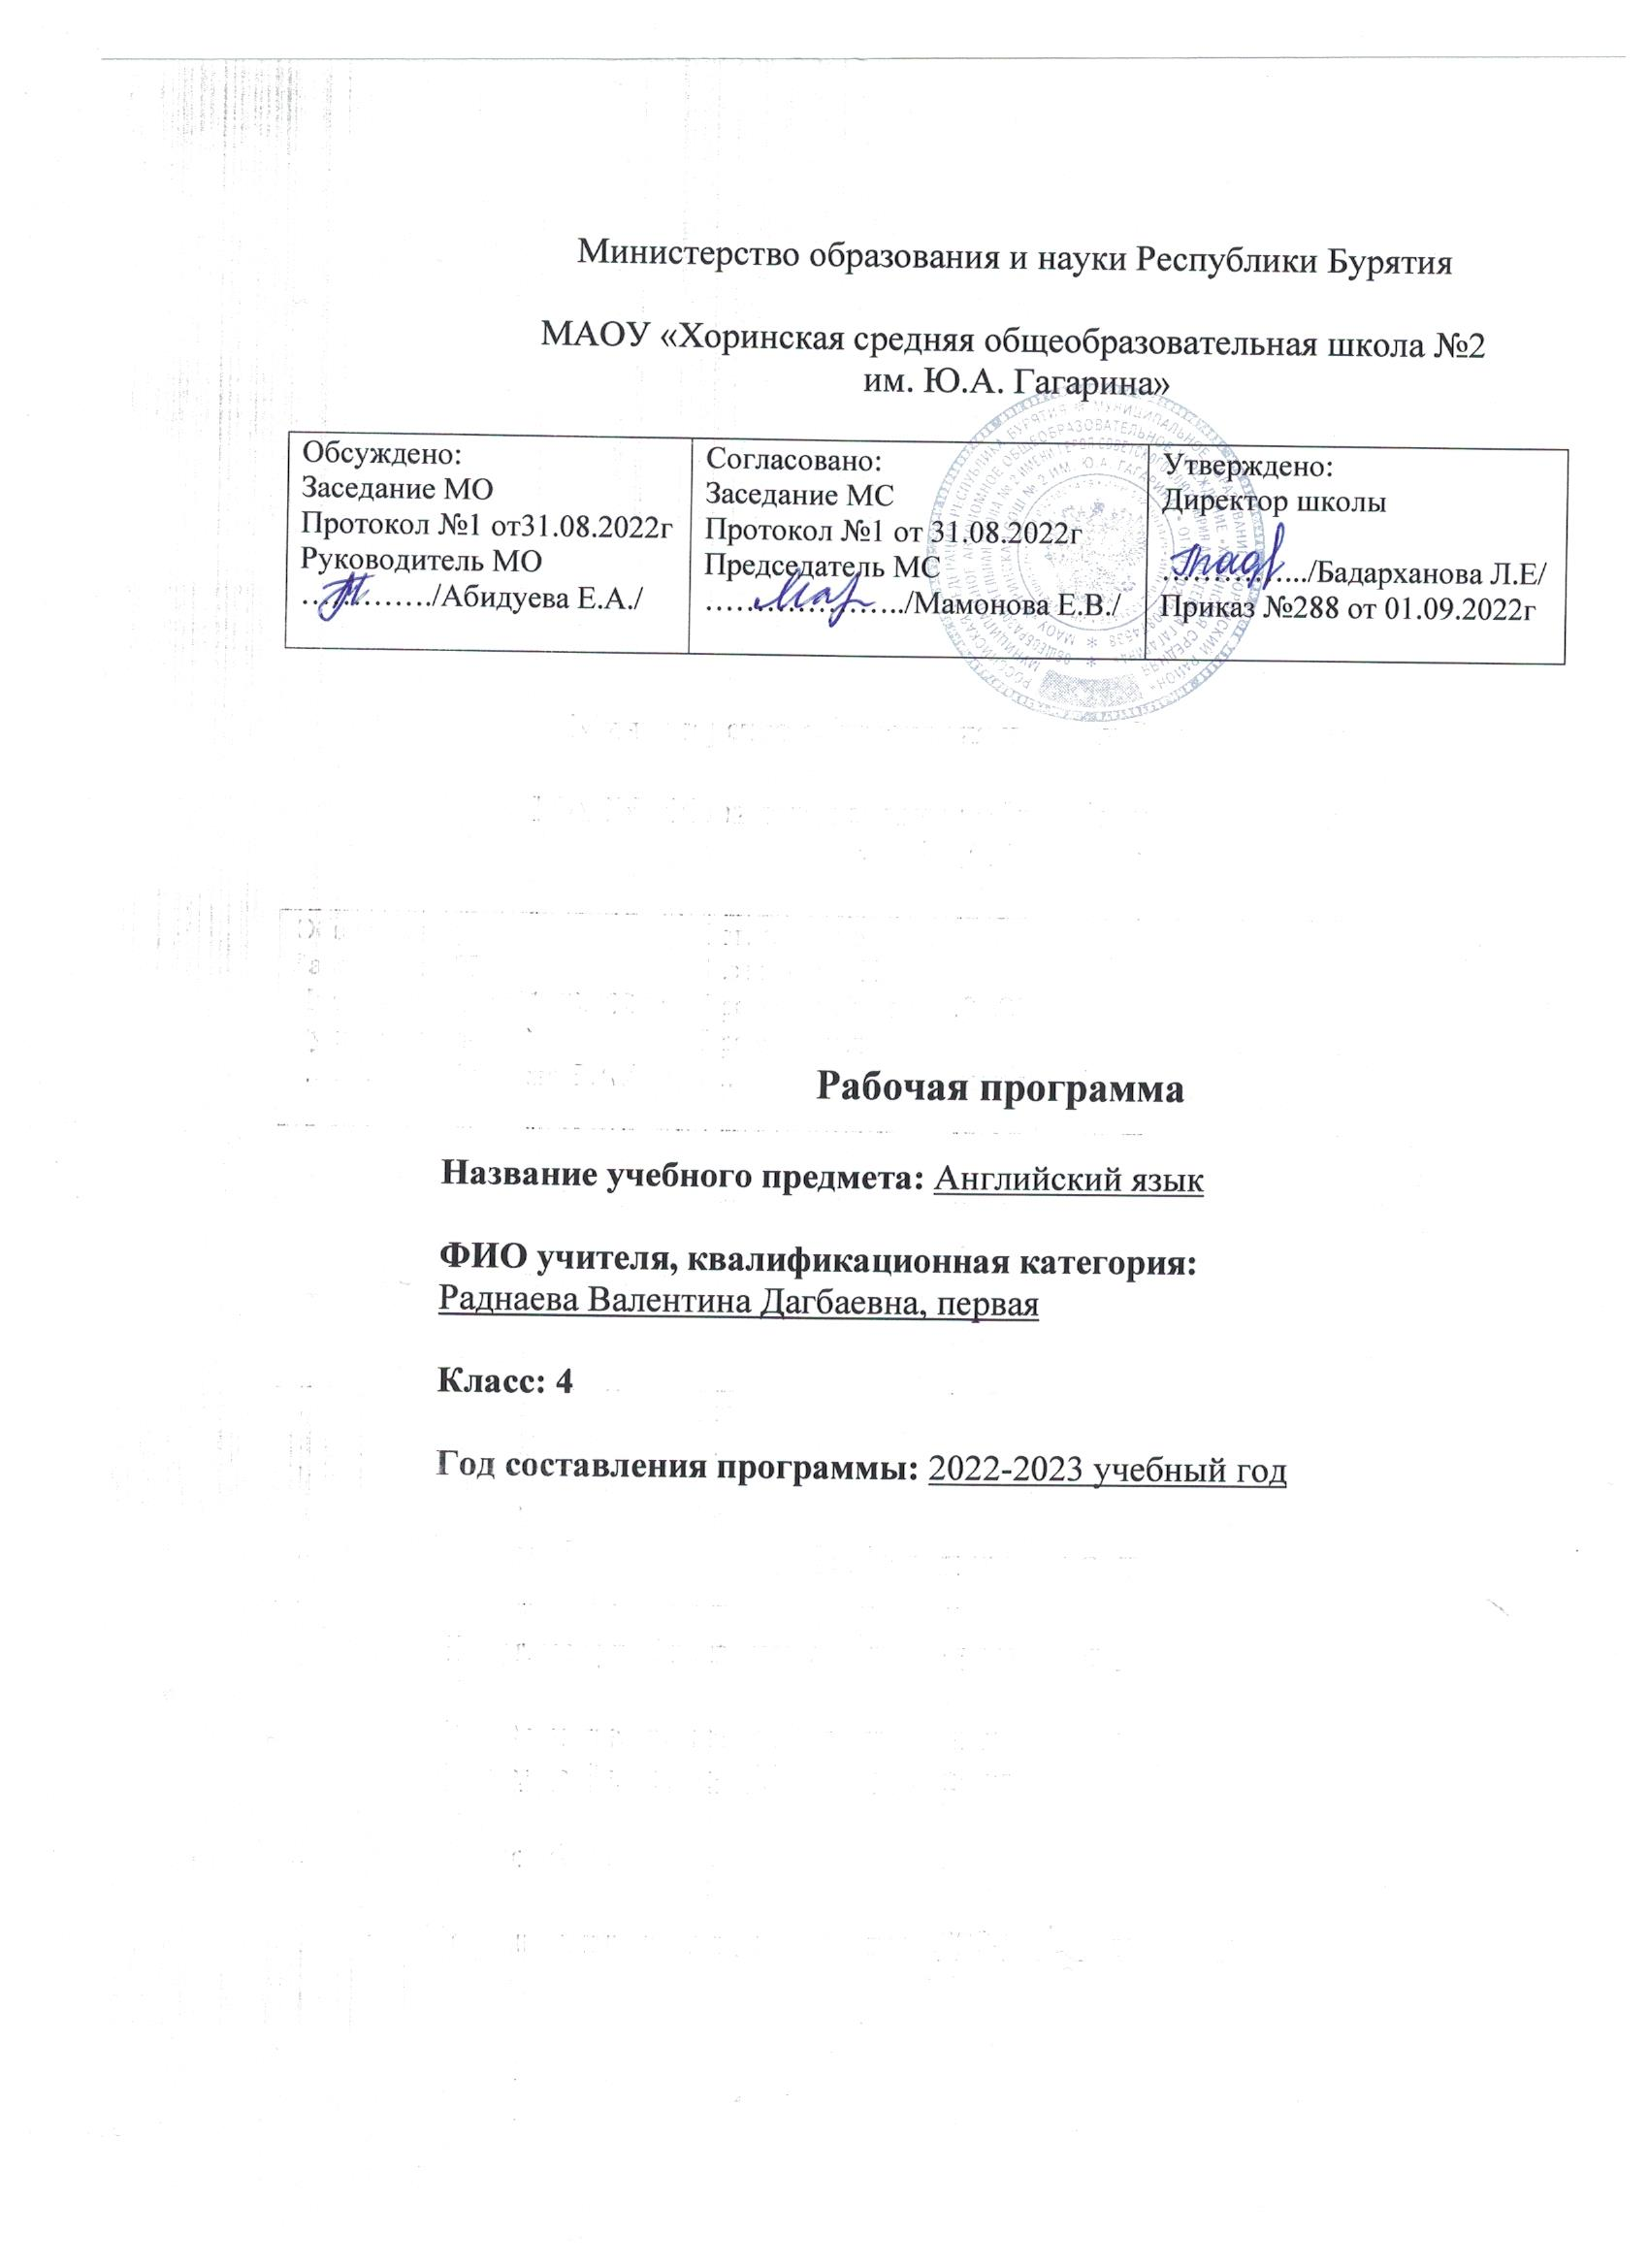 Министерство образования и науки Республики Бурятия
МАОУ «Хоринская средняя общеобразовательная школа №2
им. Ю.А. Гагарина»
Обсуждено:
Заседание МО
Протокол №1 от31.08.2022г
Руководитель МО
…………./Абидуева Е.А./
Согласовано:
Заседание МС
Протокол №1 от 31.08.2022г
Председатель МС
………………../Мамонова Е.В./
Утверждено:
Директор школы
……………/Бадарханова Л.Е/
Приказ №288 от 01.09.2022г
Рабочая программа
Название учебного предмета: Английский язык
ФИО учителя, квалификационная категория:
Раднаева Валентина Дагбаевна, первая
Класс: 4
Год составления программы: 2022-2023 учебный год